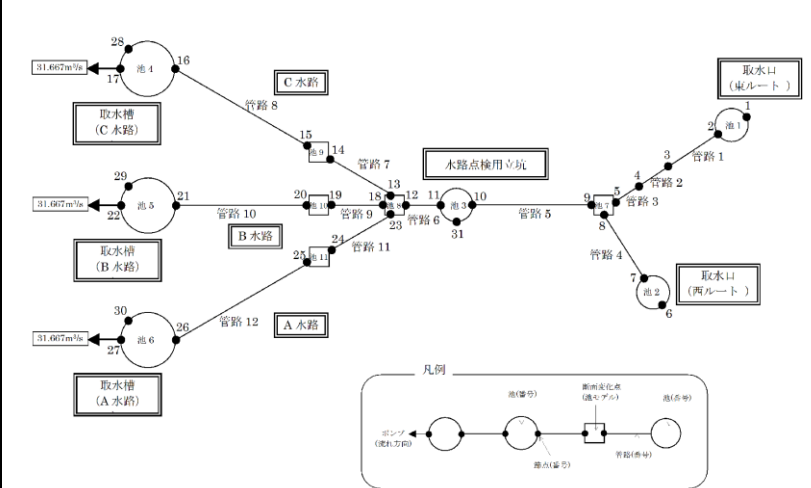 28
31.667m³/s
池 4
16
17
C 水路
管路 8
取水槽
(C 水路)
15
14
池 9
管路 7
取水口
(東ルート )
1
2
池 1
3
管路 1
4
管路 2
5
管路 3
水路点検用立坑
29
31.667m³/s
池 5
21
22
管路 10
20
19
池 10
管路 9
13
18
池 8
12
23
管路 6
11
池 3
10
31
管路 5
9
池 7
8
取水槽
(B 水路)
B 水路
24
25
池 11
管路 11
管路 4
7
池 2
6
取水口
(西ルート )
30
31.667m³/s
池 6
26
27
管路 12
A 水路
取水槽
(A 水路)
凡例
池(番号)
断面変化点
(池モデル)
池(番号)
ポンプ
(流れ方向)
節点(番号)
管路(番号)